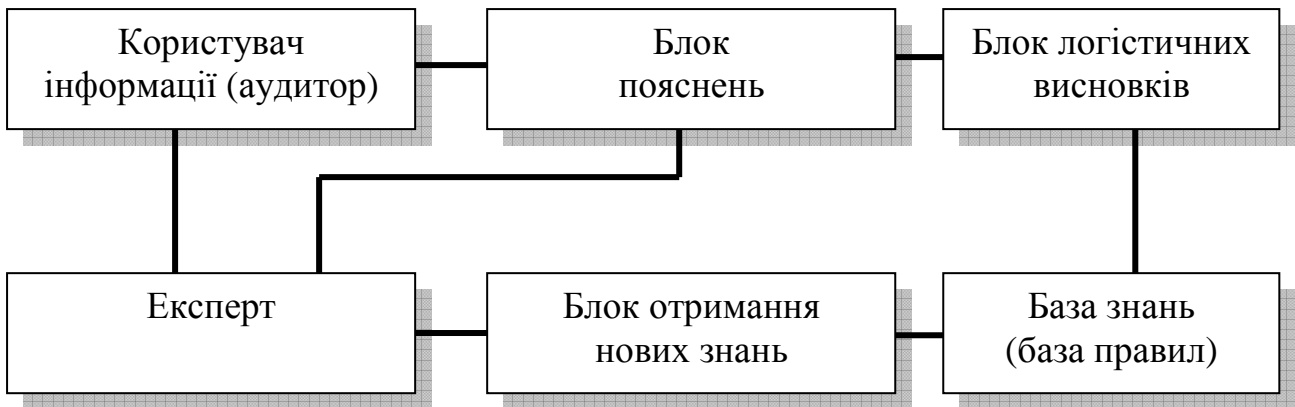 Користувач
інформації (аудитор)
Блок
пояснень
Блок логістичних
висновків
Експерт
Блок отримання
нових знань
База знань
(база правил)